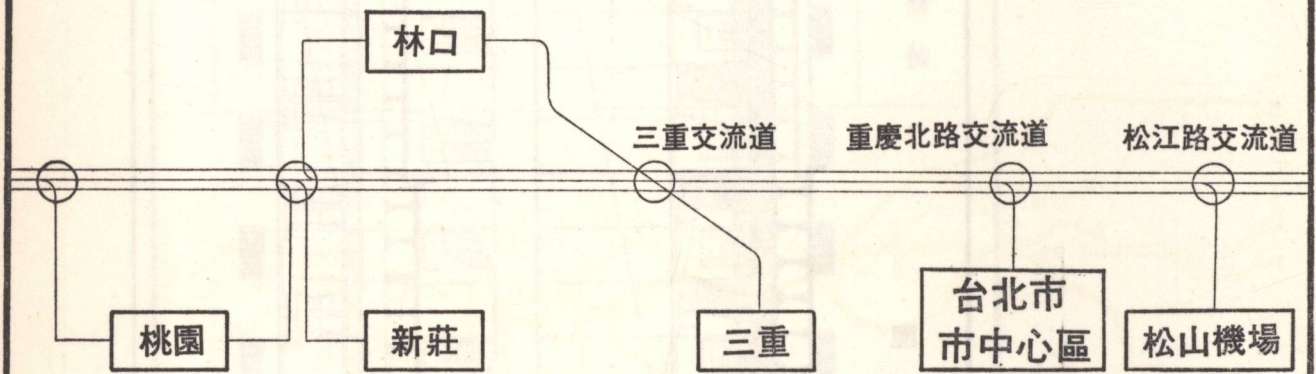 林口
三重交流道
重慶北路交流道
松江路交流道
桃園
新莊
三重
台北市
市中心區
松山機場